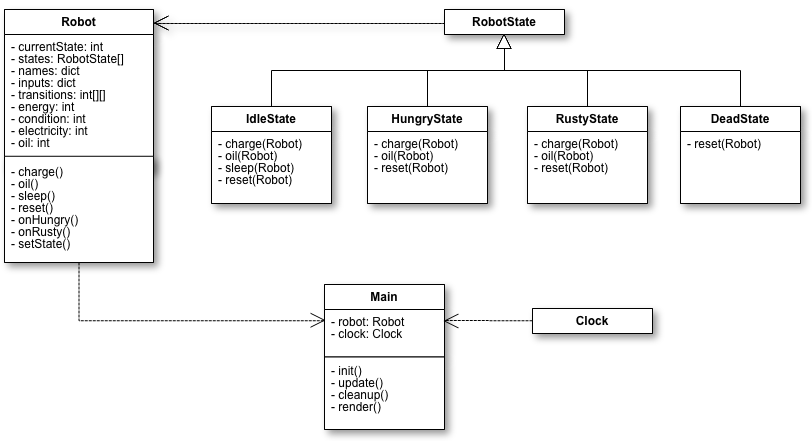 Robot
- currentState: int
- states: RobotState[]
- names: dict
- inputs: dict
- transitions: int[][]
- energy: int
- condition: int
- electricity: int
- oil: int
- charge()
- oil()
- sleep()
- reset()
- onHungry()
- onRusty()
- setState()
RobotState
IdleState
- charge(Robot)
- oil(Robot)
- sleep(Robot)
- reset(Robot)
HungryState
- charge(Robot)
- oil(Robot)
- reset(Robot)
RustyState
- charge(Robot)
- oil(Robot)
- reset(Robot)
DeadState
- reset(Robot)
Main
- robot: Robot
- clock: Clock
- init()
- update()
- cleanup()
- render()
Clock